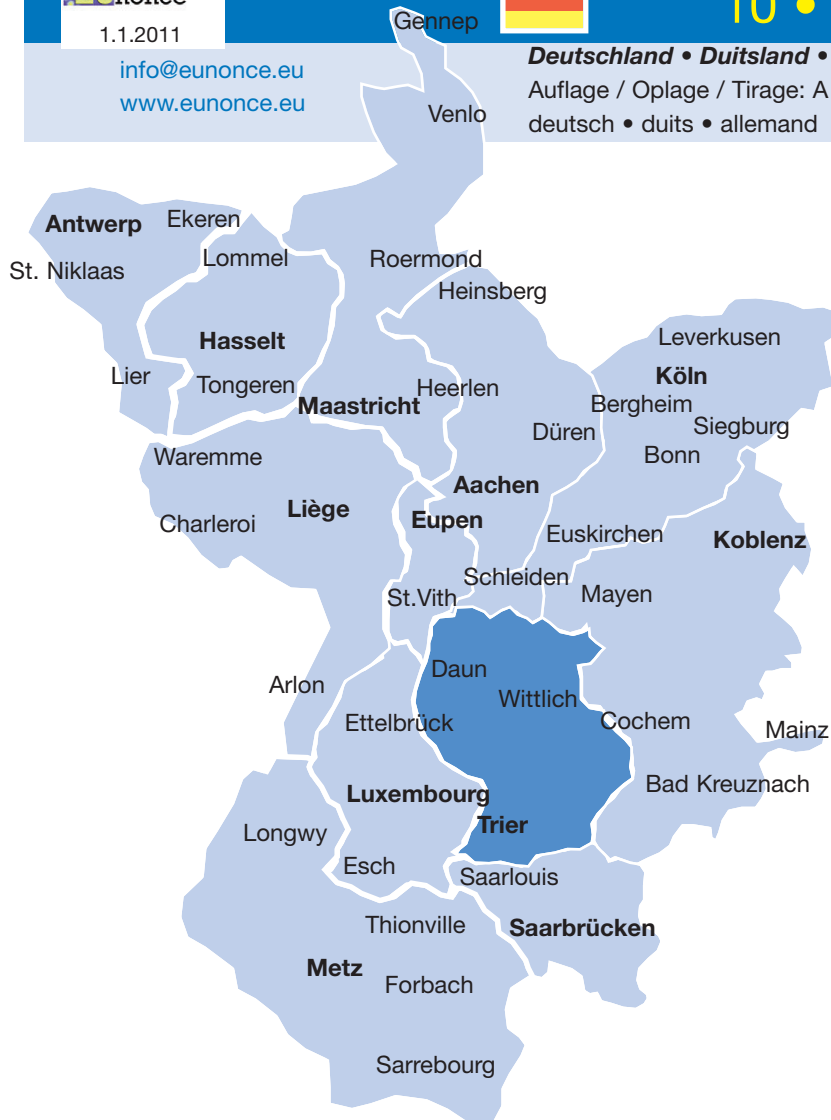 10 •
1.1.2011
info@eunonce.eu
www.eunonce.eu
Deutschland • Duitsland •
Auflage / Oplage / Tirage: A
deutsch • duits • allemand
Gennep
Venlo
Antwerp
Ekeren
St. Niklaas
Lommel
Roermond
Heinsberg
Hasselt
Leverkusen
Lier
Tongeren
Maastricht
Heerlen
Köln
Bergheim
Düren
Siegburg
Bonn
Waremme
Aachen
Charleroi
Liège
Eupen
Euskirchen
Koblenz
Schleiden
St.Vith
Mayen
Daun
Arlon
Wittlich
Ettelbrück
Cochem
Mainz
Luxembourg
Bad Kreuznach
Longwy
Trier
Esch
Saarlouis
Thionville
Saarbrücken
Metz
Forbach
Sarrebourg